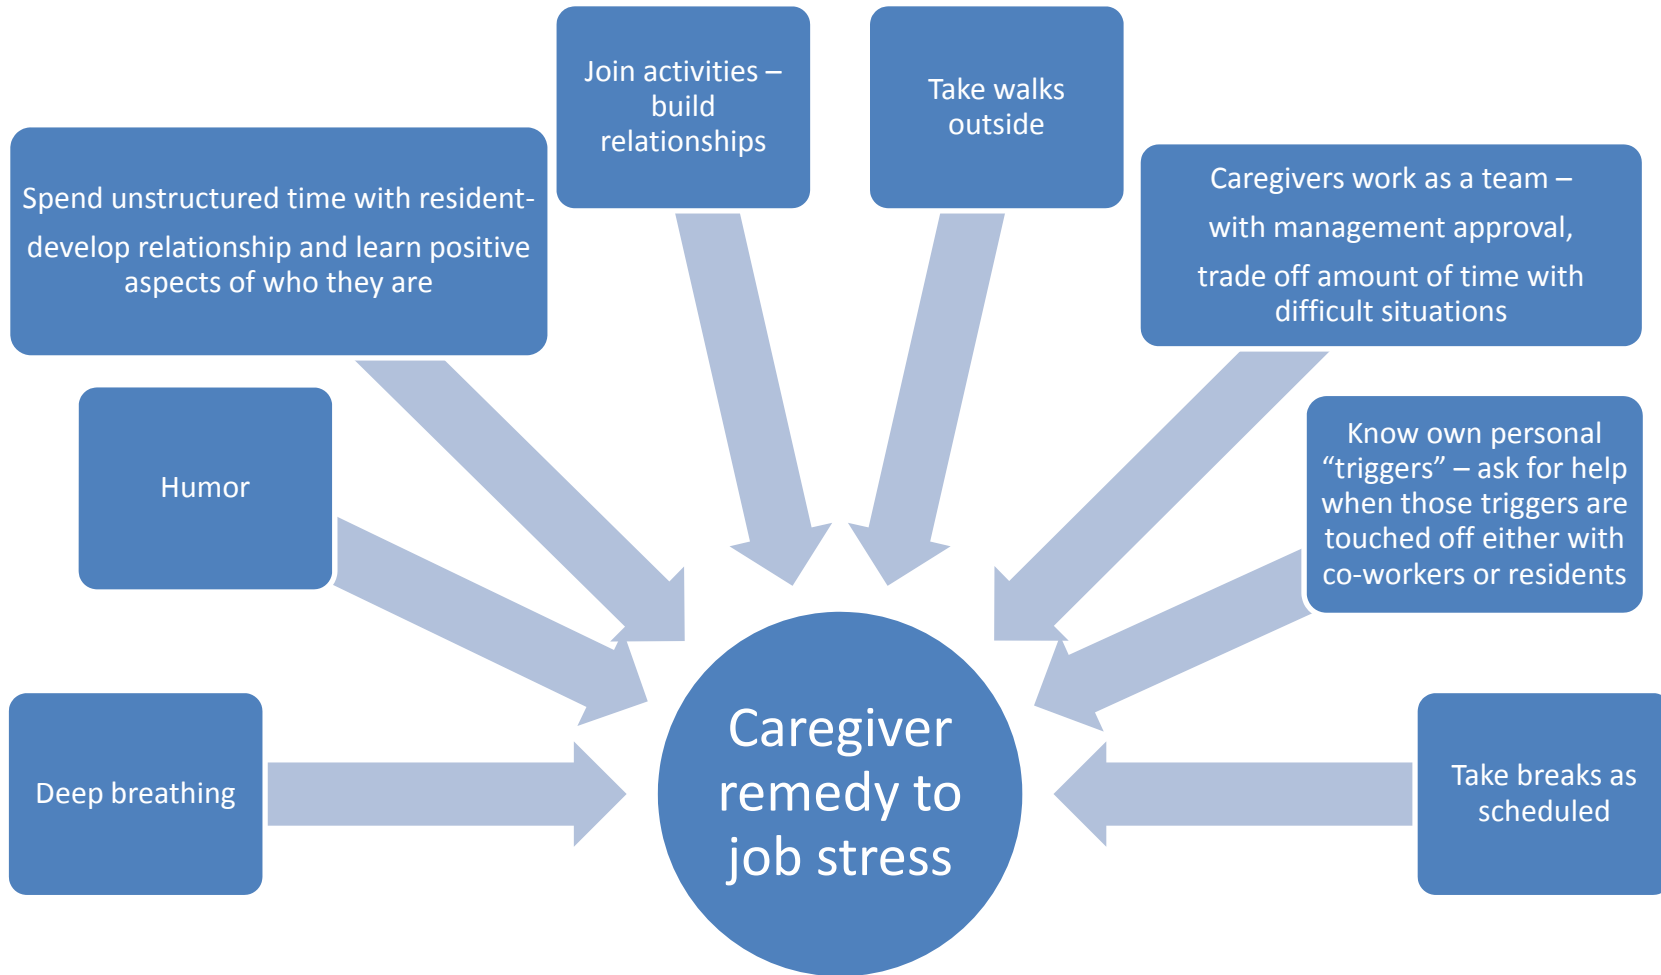 Join activities –
build
relationships
Take walks
outside
Spend unstructured time with resident-
develop relationship and learn positive
aspects of who they are
Caregivers work as a team –
with management approval,
trade off amount of time with
difficult situations
Humor
Know own personal
“triggers” – ask for help
when those triggers are
touched off either with
co-workers or residents
Deep breathing
Caregiver
remedy to
job stress
Take breaks as
scheduled